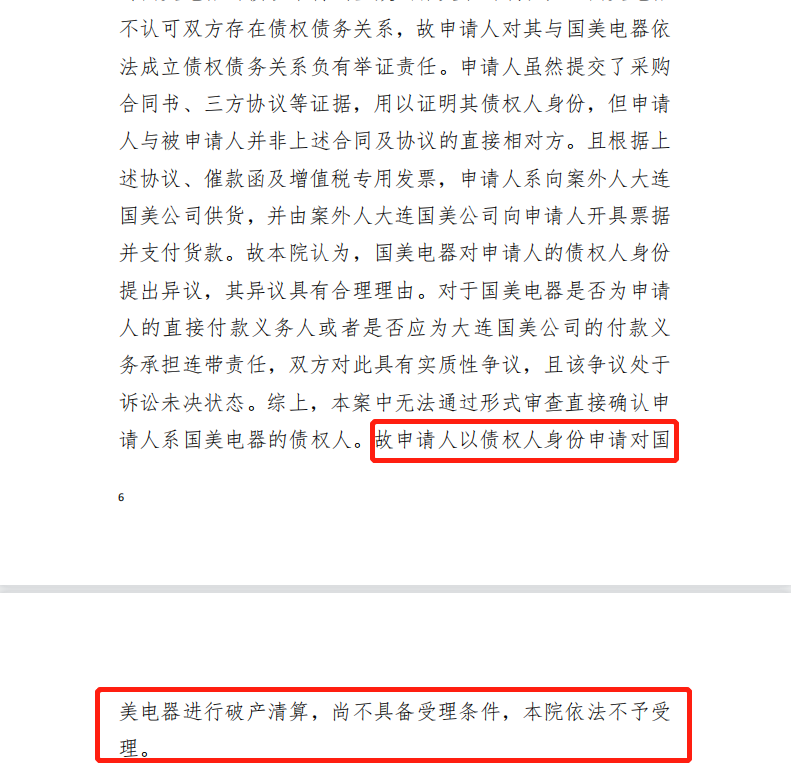 不认可双方存在债权债务关系，故申请人对其与国美电器依
法成立债权债务关系负有举证责任。申请人虽然提交了采购
合同书、三方协议等证据，用以证明其债权人身份，但申请
人与被申请人并非上述合同及协议的直接相对方。且根据上
述协议、催款函及增值税专用发票，申请人系向案外人大连
国美公司供货，并由案外人大连国美公司向申请人开具票据
并支付货款。故本院认为，国美电器对申请人的债权人身份
提出异议，其异议具有合理理由。对于国美电器是否为申请
人的直接付款义务人或者是否应为大连国美公司的付款义
务承担连带责任，双方对此具有实质性争议，且该争议处于
诉讼未决状态。综上，本案中无法通过形式审查直接确认申
请人系国美电器的债权人。故申请人以债权人身份申请对国
6
美电器进行破产清算，尚不具备受理条件，本院依法不予受
理。